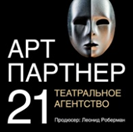 АРТ
ПАРТНЕР
21
ТЕАТРАЛЬНОЕ
АГЕНТСТВО
Продюсер: Леонид Роберман